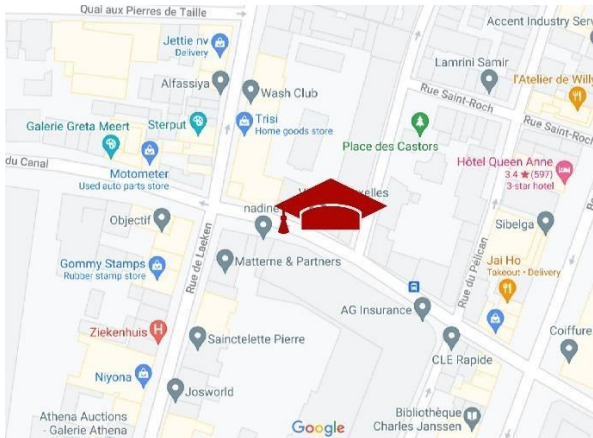 Quai aux Pierres de Taille
Accent Industry Serv
Jettie nv
Delivery
Lamrini Samir
Alfassiya
Wash Club
l'Atelier de Willy
Rue Saint-Roch
Trisi
Home goods store
Galerie Greta Meert
Sterput
Rue Saint-Roch
Place des Castors
du Canal
Motometer
Used auto parts store
Hôtel Queen Anne
3.4 ★ (597)
3-star hotel
nadine
Objectif
Sibelga
Rue de Laeken
Matteme & Partners
Gommy Stamps
Rubber stamp store
Jai Ho
Takeout • Delivery
Rue du Pélican
AG Insurance
Ziekenhuis
H
Sainctelette Pierre
Coiffure
CLE Rapide
Niyona
Josworld
Athena Auctions
- Galerie Athena
Google
Bibliothèque
Charles Janssen